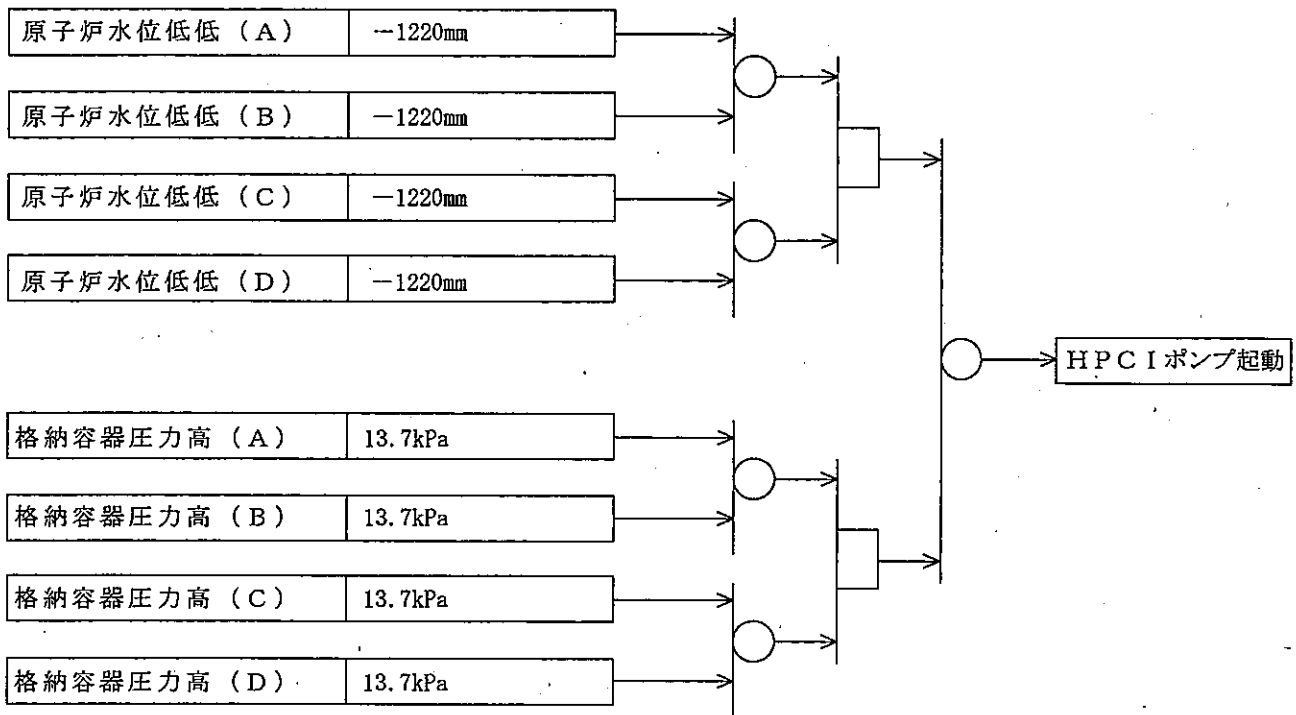 原子炉水位低低（A） －1220mm
原子炉水位低低（B） －1220mm
原子炉水位低低（C） －1220mm
原子炉水位低低（D） －1220mm
HPCIポンプ起動
格納容器圧力高（A） 13.7kPa
格納容器圧力高（B） 13.7kPa
格納容器圧力高（C） 13.7kPa
格納容器圧力高（D） 13.7kPa